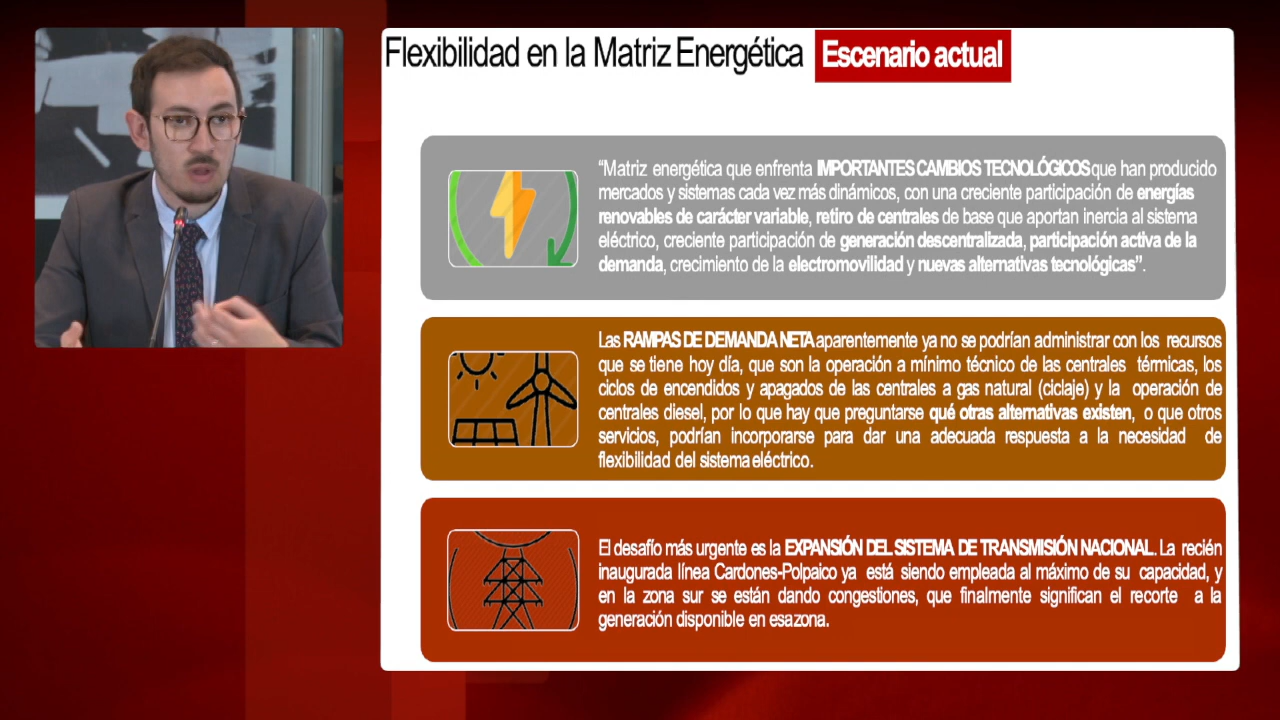 Flexibilidad en la Matriz Energética Escenario actual
“Matriz energética que enfrenta IMPORTANTES CAMBIOS TECNOLÓGICOS que han producido
mercados y sistemas cada vez más dinámicos, con una creciente participación de energías
renovables de carácter variable, retiro de centrales de base que aportan inercia al sistema
eléctrico, creciente participación de generación descentralizada, participación activa de la
demanda, crecimiento de la electromovilidad y nuevas alternativas tecnológicas”.
Las RAMPAS DE DEMANDA NETA aparentemente ya no se podrían administrar con los recursos
que se tiene hoy día, que son la operación a mínimo técnico de las centrales térmicas, los
ciclos de encendidos y apagados de las centrales a gas natural (ciclaje) y la operación de
centrales diesel, por lo que hay que preguntarse qué otras alternativas existen, o que otros
servicios, podrían incorporarse para dar una adecuada respuesta a la necesidad de
flexibilidad del sistema eléctrico.
El desafío más urgente es la EXPANSIÓN DEL SISTEMA DE TRANSMISIÓN NACIONAL. La recién
inaugurada línea Cardones-Polpaico ya está siendo empleada al máximo de su capacidad, y
en la zona sur se están dando congestiones, que finalmente significan el recorte a la
generación disponible en esa zona.